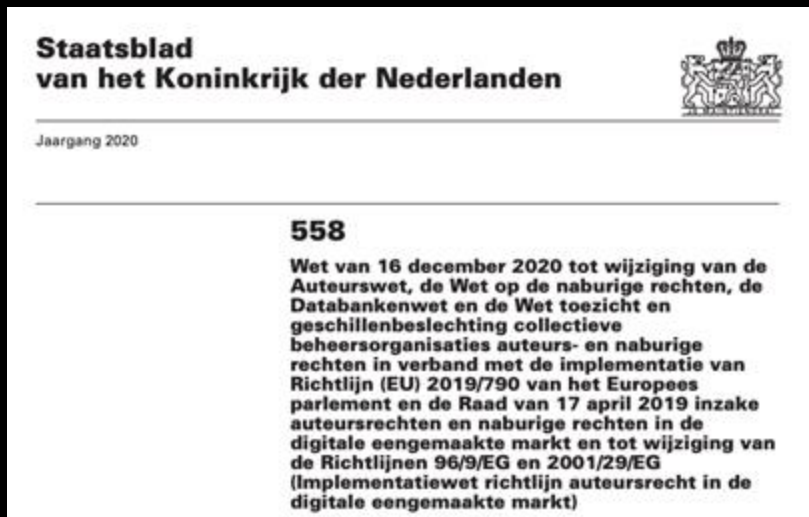 Staatsblad
van het Koninkrijk der Nederlanden
Jaargang 2020
558
Wet van 16 december 2020 tot wijziging van de
Auteurswet, de Wet op de naburige rechten, de
Databankenwet en de Wet toezicht en
geschillenbeslechting collectieve
beheersorganisaties auteurs- en naburige
rechten in verband met de implementatie van
Richtlijn (EU) 2019/790 van het Europees
parlement en de Raad van 17 april 2019 inzake
auteursrechten en naburige rechten in de
digitale eengemaakte markt en tot wijziging van
de Richtlijnen 96/9/EG en 2001/29/EG
(Implementatiewet richtlijn auteursrecht in de
digitale eengemaakte markt)